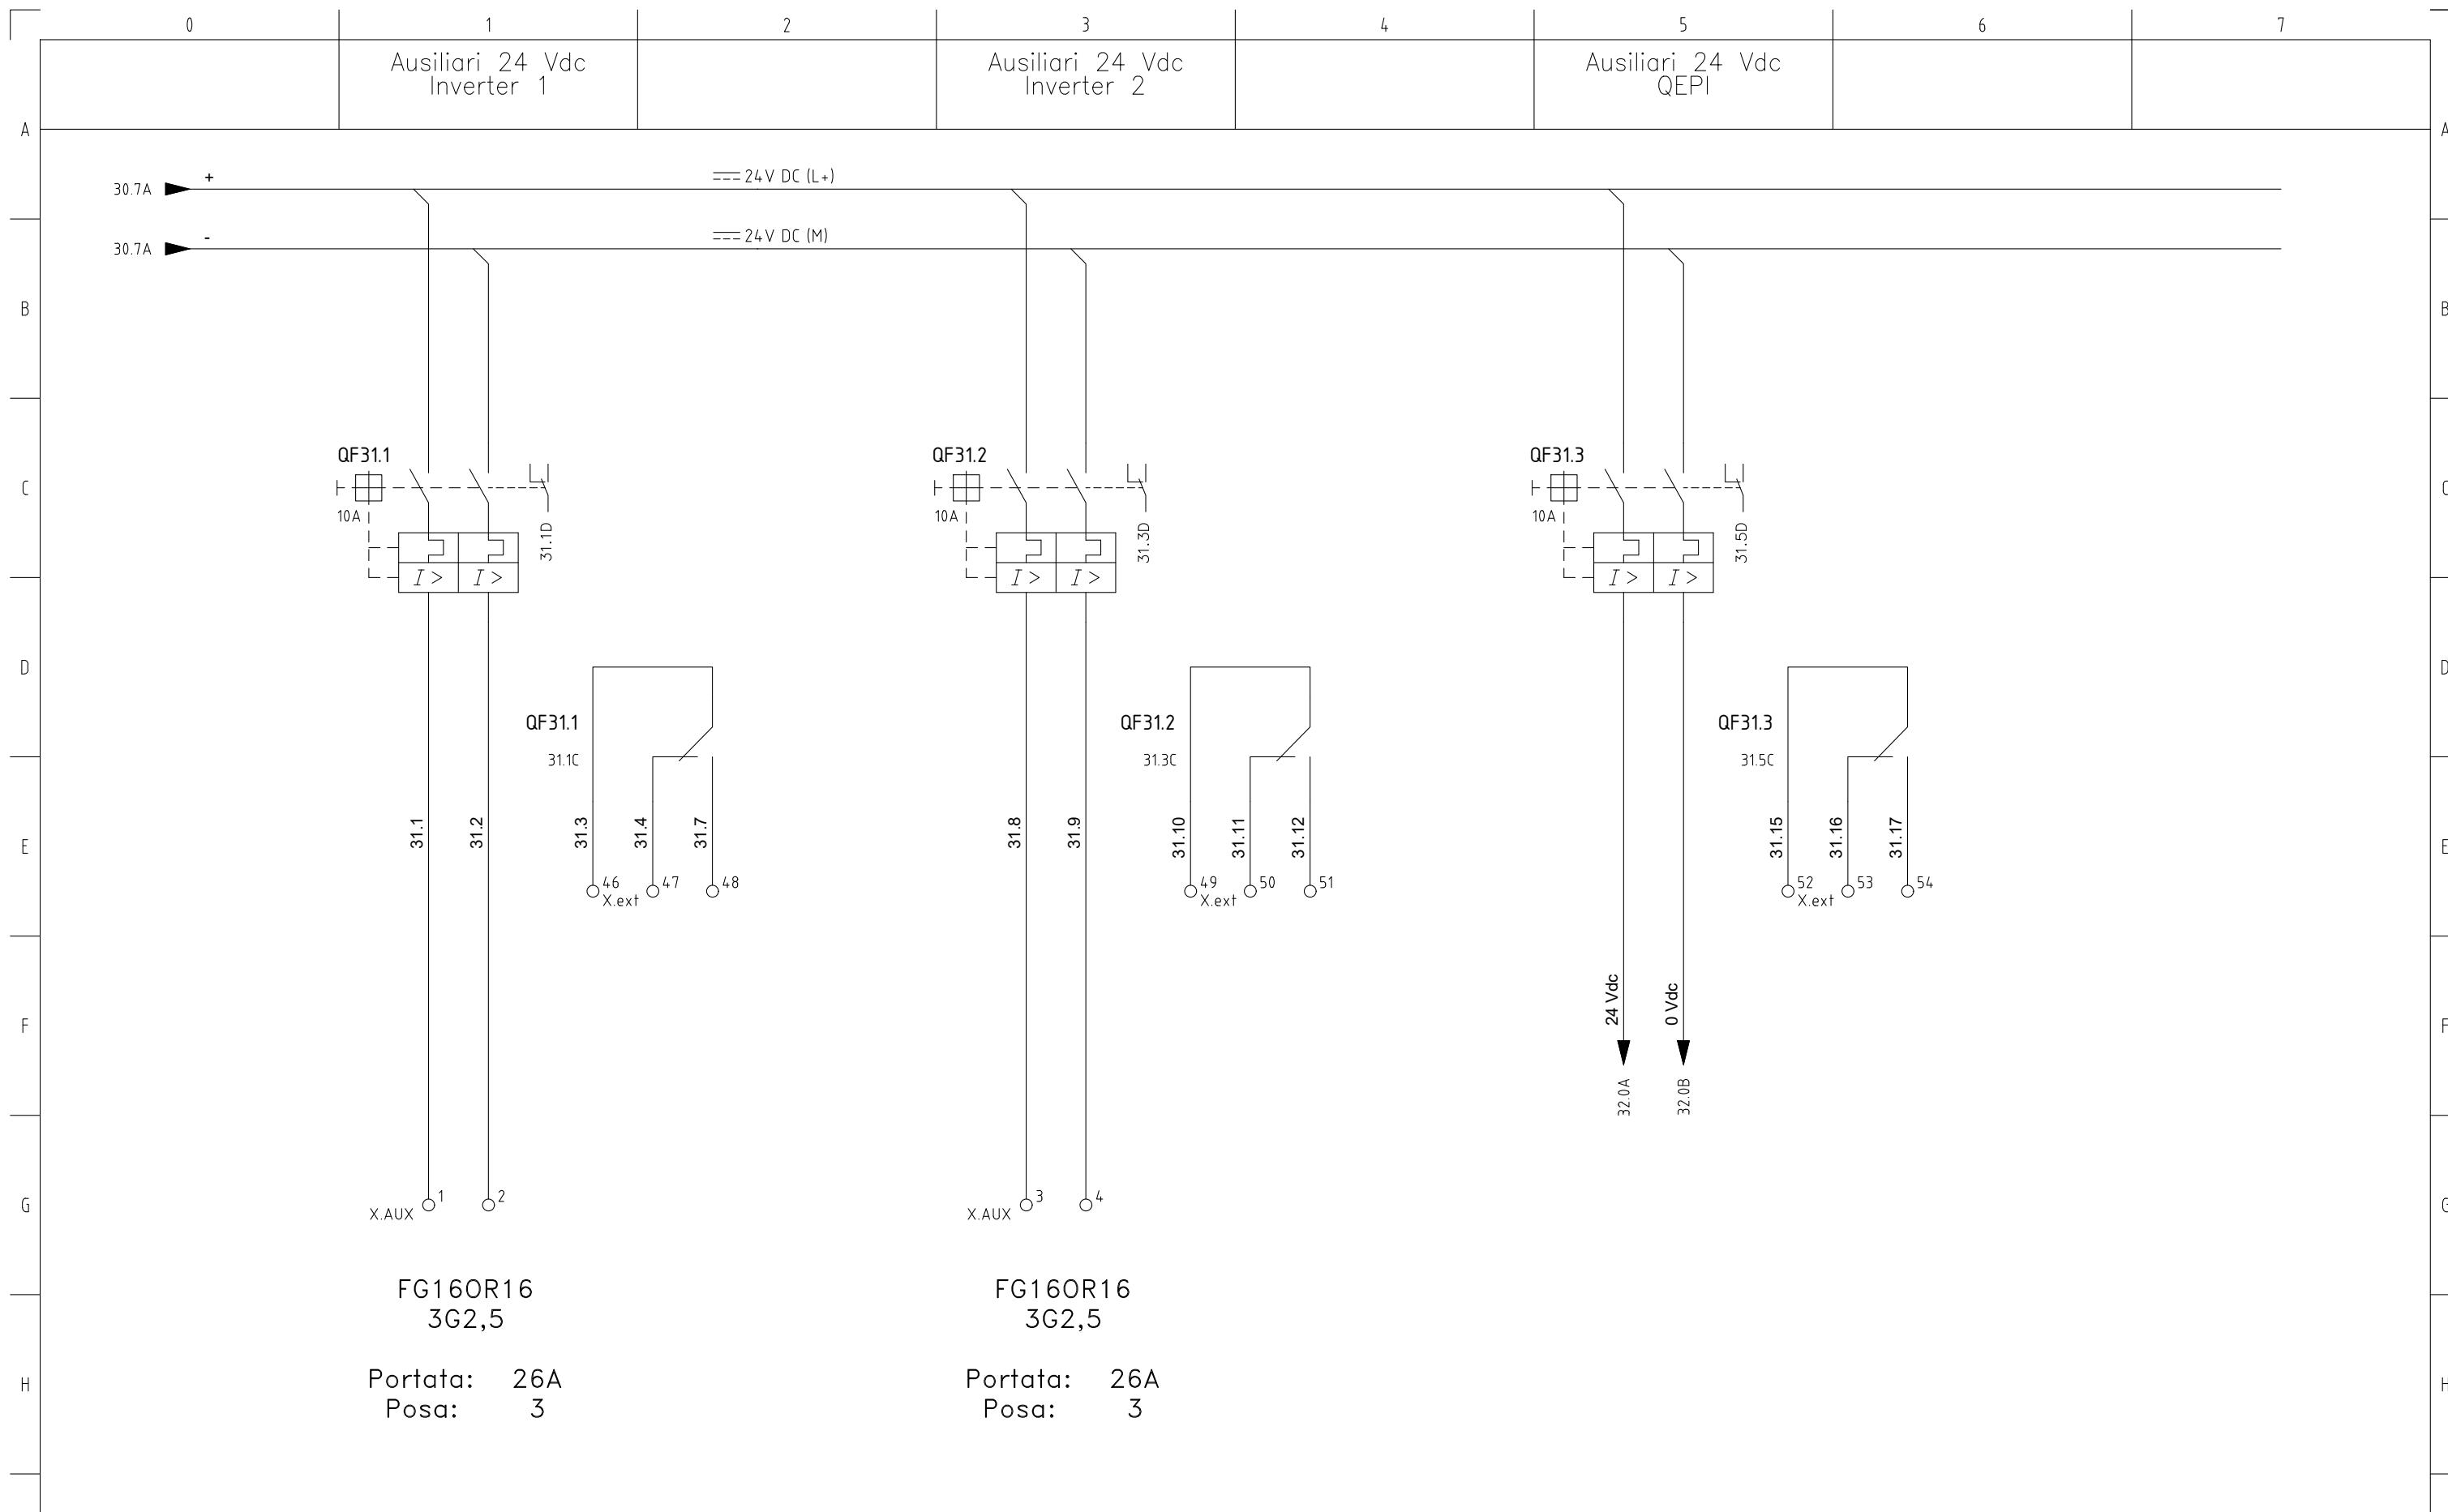 0 1 2 3 4 5 6 7
Ausiliari 24 Vdc
Inverter 1
Ausiliari 24 Vdc
Inverter 2
Ausiliari 24 Vdc
QEPI
A A
30.7A + 24V DC (L+)
30.7A - 24V DC (M)
B B
QF31.1 QF31.2 QF31.3
C C
10A 10A 10A
31.1D 31.3D 31.5D
I > I > I > I > I > I >
D D
QF31.1 QF31.2 QF31.3
31.1C 31.3C 31.5C
31.1 31.2 31.3 31.4 31.7 31.8 31.9 31.10 31.11 31.12 31.15 31.16 31.17
E E
46 47 48 49 50 51 52 53 54
X.ext X.ext X.ext
24 Vdc 0 Vdc
F F
32.0A 32.0B
1 2 3 4
G G
X.AUX X.AUX
FG16OR16 FG16OR16
3G2,5 3G2,5
Portata: 26A Portata: 26A
H H
Posa: 3 Posa: 3